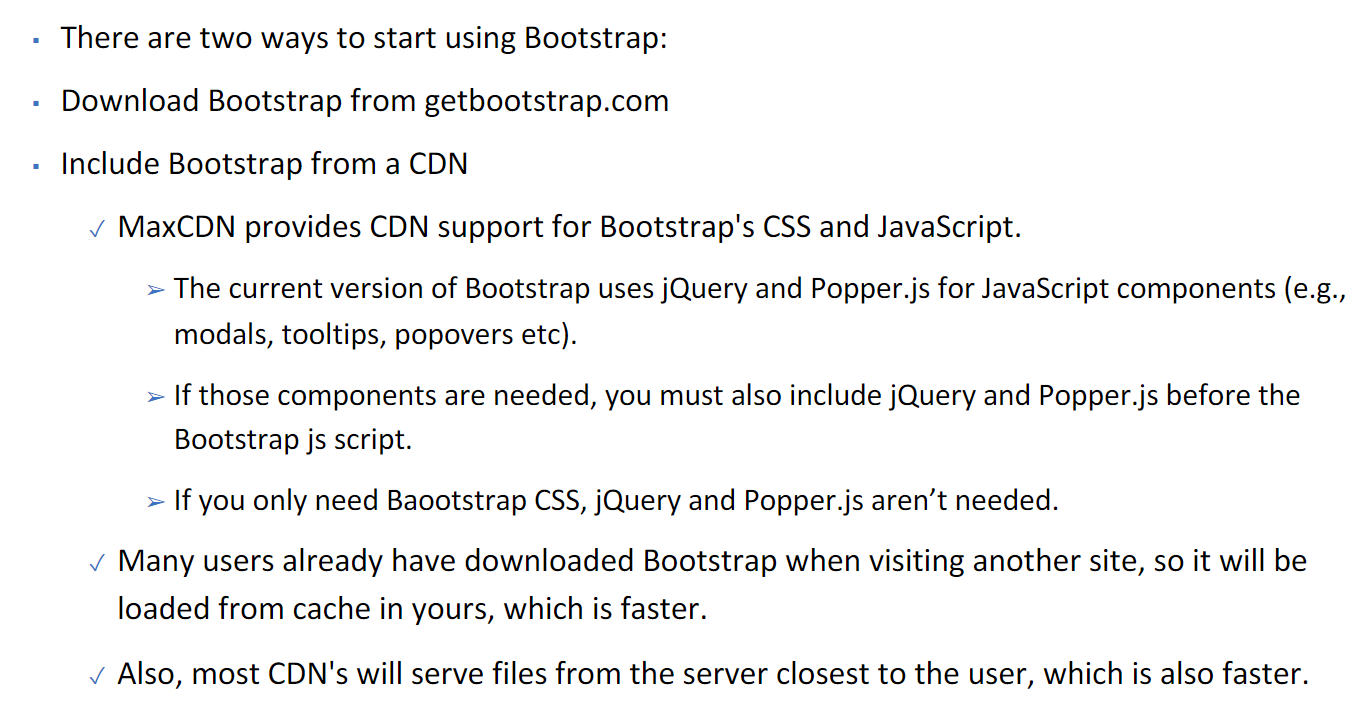 ▪ There are two ways to start using Bootstrap:
▪ Download Bootstrap from getbootstrap.com
▪ Include Bootstrap from a CDN
✓ MaxCDN provides CDN support for Bootstrap's CSS and JavaScript.
➢ The current version of Bootstrap uses jQuery and Popper.js for JavaScript components (e.g.,
modals, tooltips, popovers etc).
➢ If those components are needed, you must also include jQuery and Popper.js before the
Bootstrap js script.
➢ If you only need Baootstrap CSS, jQuery and Popper.js aren’t needed.
✓ Many users already have downloaded Bootstrap when visiting another site, so it will be
loaded from cache in yours, which is faster.
✓ Also, most CDN's will serve files from the server closest to the user, which is also faster.